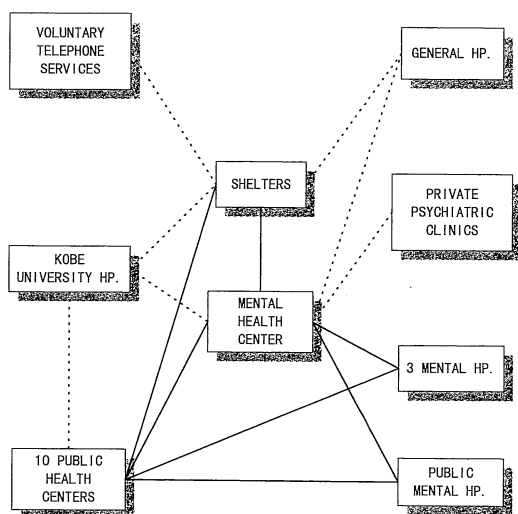 VOLUNTARY
TELEPHONE
SERVICES
GENERAL HP.
SHELTERS
PRIVATE
PSYCHIATRIC
CLINICS
KOBE
UNIVERSITY HP.
MENTAL
HEALTH
CENTER
3 MENTAL HP.
10 PUBLIC
HEALTH
CENTERS
PUBLIC
MENTAL HP.